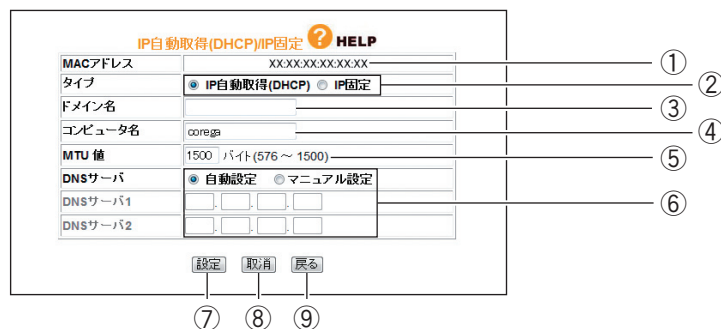 IP自動取得(DHCP)/IP固定 ? HELP
MACアドレス XX:XX:XX:XX:XX:XX ①
タイプ IP自動取得(DHCP) IP固定 ②
ドメイン名 ③
コンピュータ名 corega ④
MTU 値 1500 バイト(576 ～ 1500) ⑤
DNSサーバ 自動設定 マニュアル設定
DNSサーバ1 . . . ⑥
DNSサーバ2 . . .
設定 取消 戻る
⑦ ⑧ ⑨